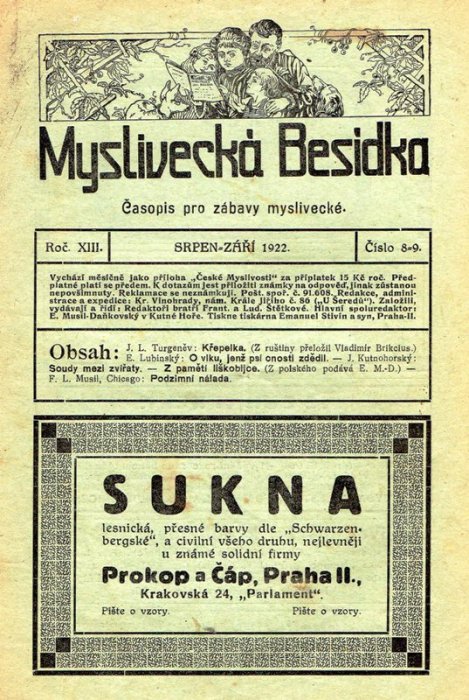 Myslivecká Besídka
Časopis pro zábavy myslivecké.
Roč. XIII. SRPEN-ZÁŘÍ 1922. Číslo 8-9.
Vychází měsíčně jako příloha „České Myslivosti“ za příplatek 15 Kč roč. Před-
platné platí se předem. K dotazům jest přiložiti známky na odpověď, jinak zůstanou
nepovšimnuty. Reklamace se neznámkují. Pošt. spoř. č. 91.608. Redakce, admini-
strace a expedice: Kr. Vinohrady, nám. Krále Jiřího č. 86 („U Šeredů“). Založili,
vydávají a řídí: Redaktoři bratři Frant. a Lud. Štětkové. Hlavní spoluredaktor:
E. Musil-Daňkovský v Kutné Hoře. Tiskne tiskárna Emanuel Stivín a syn, Praha-II.
Obsah: J. L. Turgeněv: Křepelka. (Z ruštiny přeložil Vladimír Brikcius.)
E. Lubinský: O vlku, jenž psí cnosti zdědil. — J. Kutnohorský:
Soudy mezi zvířaty. — Z pamětí liškobijce. (Z polského podává E. M.-D.) —
F. L. Musil, Chicago: Podzimní nálada.
SUKNA
lesnická, přesné barvy dle „Schwarzen-
bergské“, a civilní všeho druhu, nejlevněji
u známé solidní firmy
Prokop a Čáp, Praha II.,
Krakovská 24, „Parlament“.
Pište o vzory. Pište o vzory.